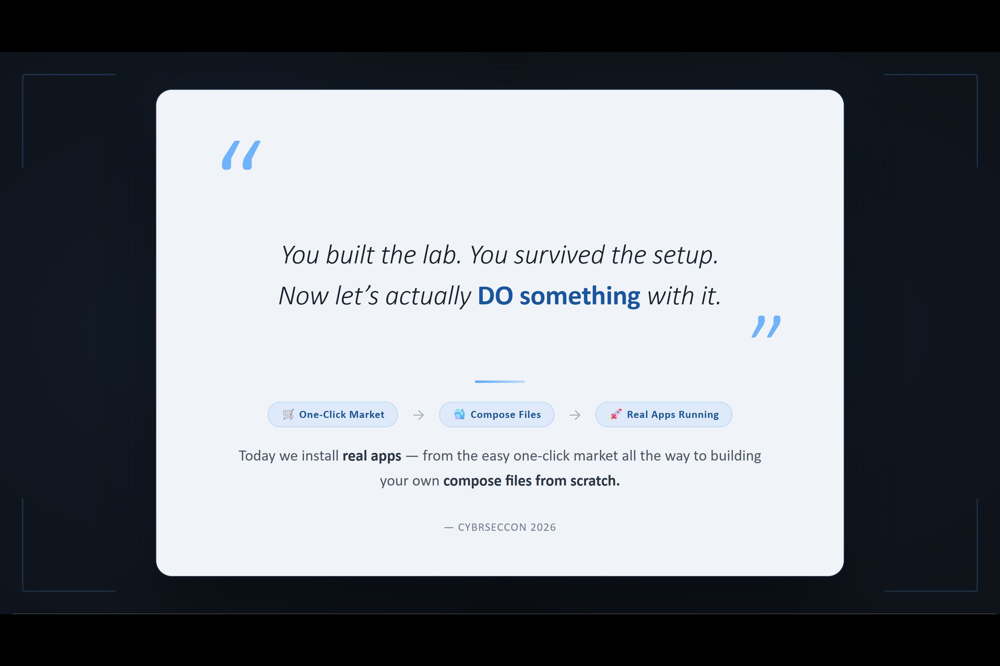 “
You built the lab. You survived the setup.
Now let’s actually DO something with it.
”
🛒 One-Click Market → 🐳 Compose Files → 🚀 Real Apps Running
Today we install real apps — from the easy one-click market all the way to building
your own compose files from scratch.
— CYBRSECCON 2026